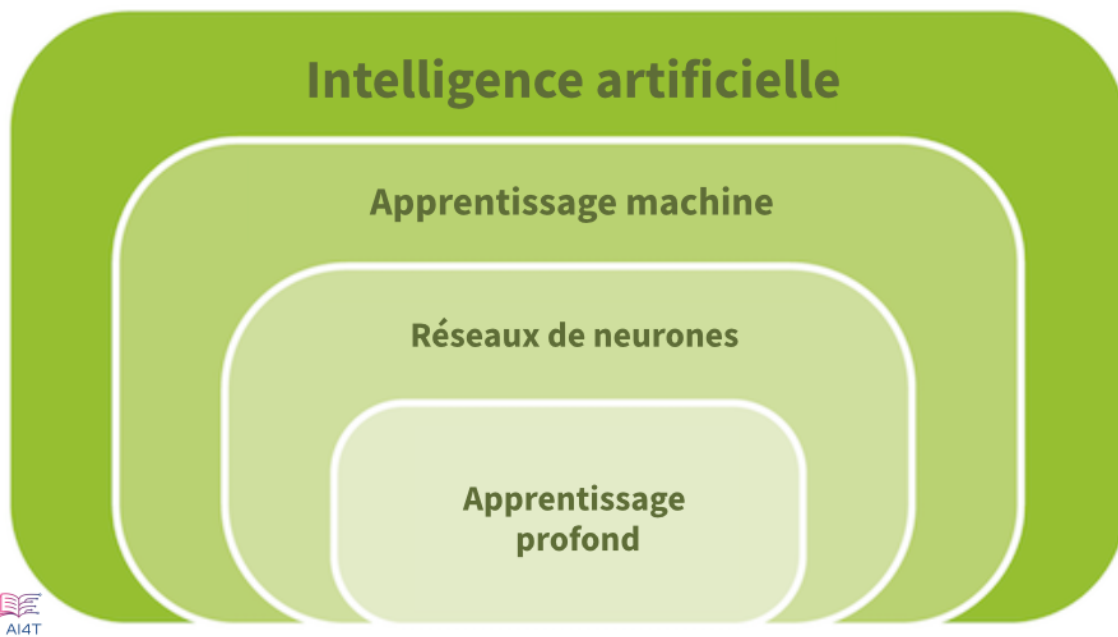 Intelligence artificielle
Apprentissage machine
Réseaux de neurones
Apprentissage
profond
AI4T